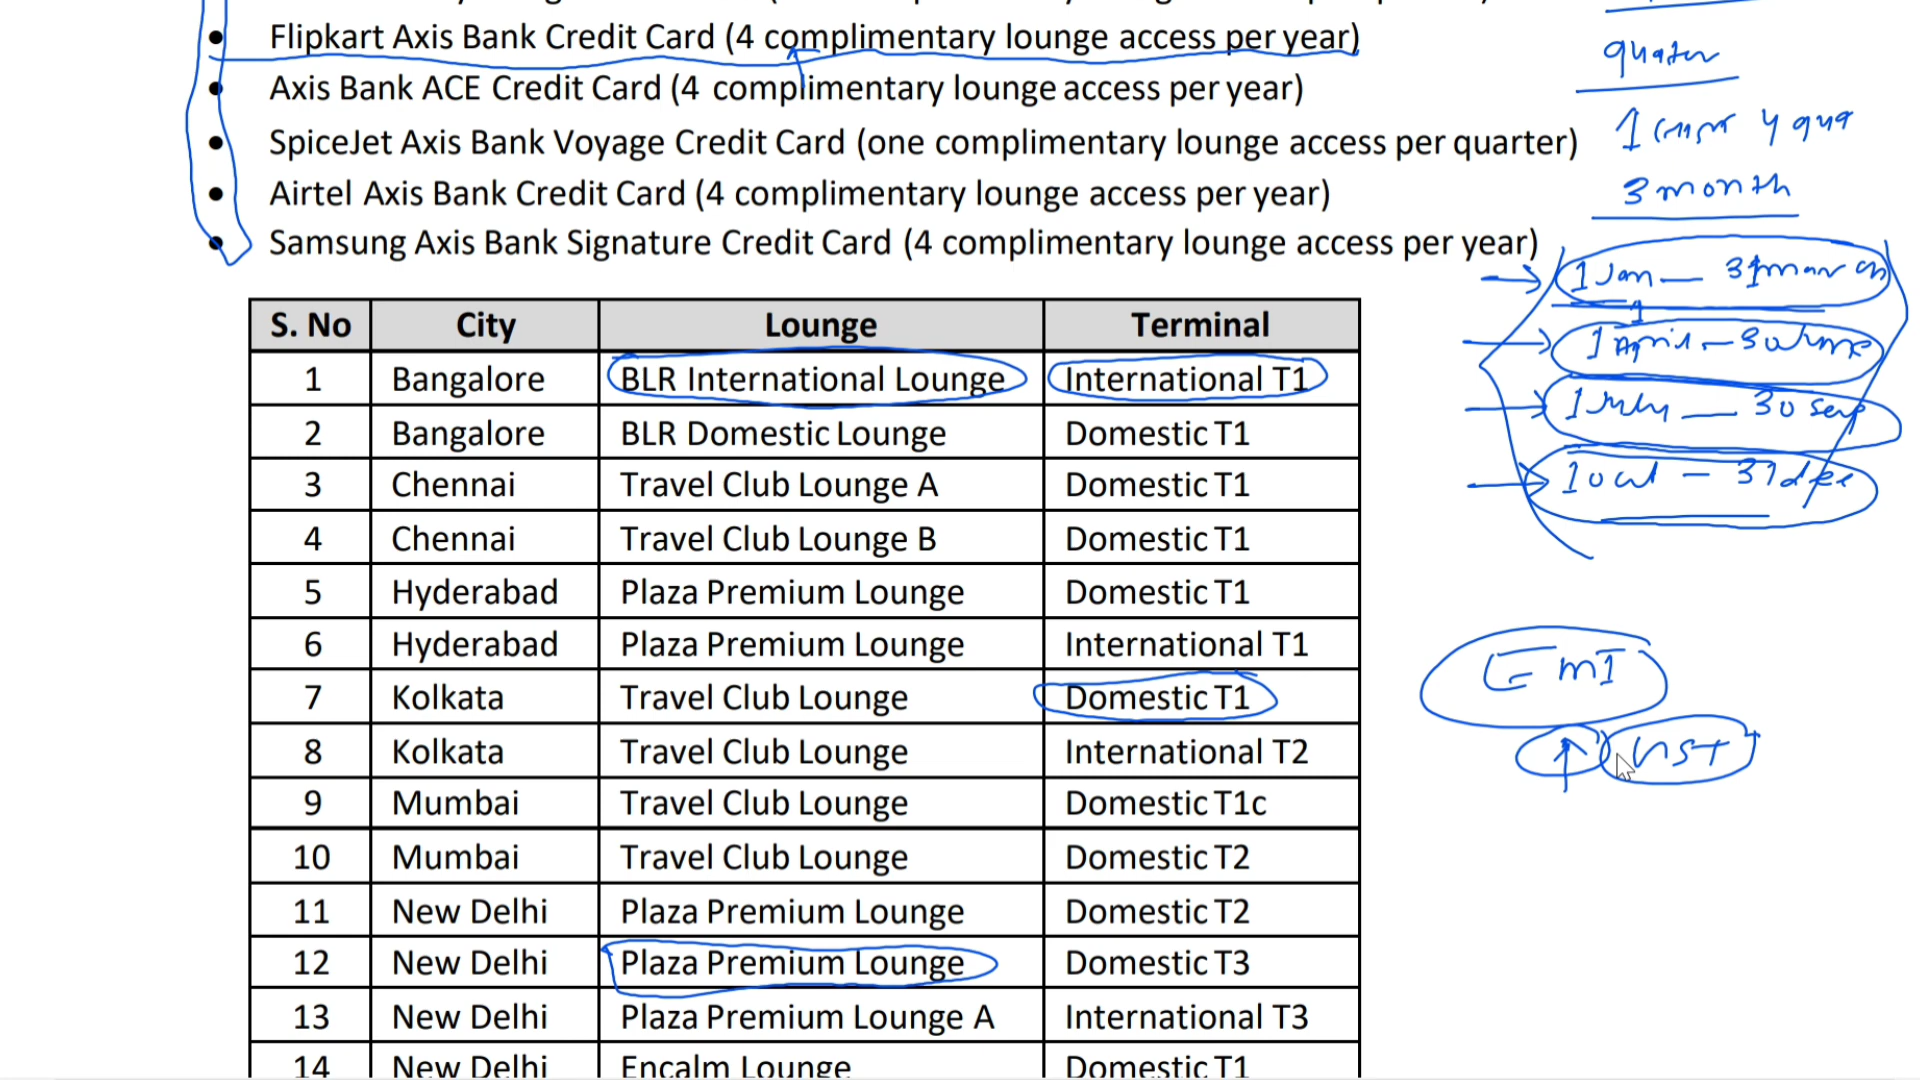 Flipkart Axis Bank Credit Card (4 complimentary lounge access per year)
Axis Bank ACE Credit Card (4 complimentary lounge access per year)
SpiceJet Axis Bank Voyage Credit Card (one complimentary lounge access per quarter)
Airtel Axis Bank Credit Card (4 complimentary lounge access per year)
Samsung Axis Bank Signature Credit Card (4 complimentary lounge access per year)
quater
1 4 qua
3 month
1 Jan — 31 march
1 April —
1 July — 30 sep
1 oct — 31 dec
S. No City Lounge Terminal
1 Bangalore BLR International Lounge International T1
2 Bangalore BLR Domestic Lounge Domestic T1
3 Chennai Travel Club Lounge A Domestic T1
4 Chennai Travel Club Lounge B Domestic T1
5 Hyderabad Plaza Premium Lounge Domestic T1
6 Hyderabad Plaza Premium Lounge International T1
7 Kolkata Travel Club Lounge Domestic T1
8 Kolkata Travel Club Lounge International T2
9 Mumbai Travel Club Lounge Domestic T1c
10 Mumbai Travel Club Lounge Domestic T2
11 New Delhi Plaza Premium Lounge Domestic T2
12 New Delhi Plaza Premium Lounge Domestic T3
13 New Delhi Plaza Premium Lounge A International T3
14 New Delhi Encalm Lounge Domestic T1
EMI